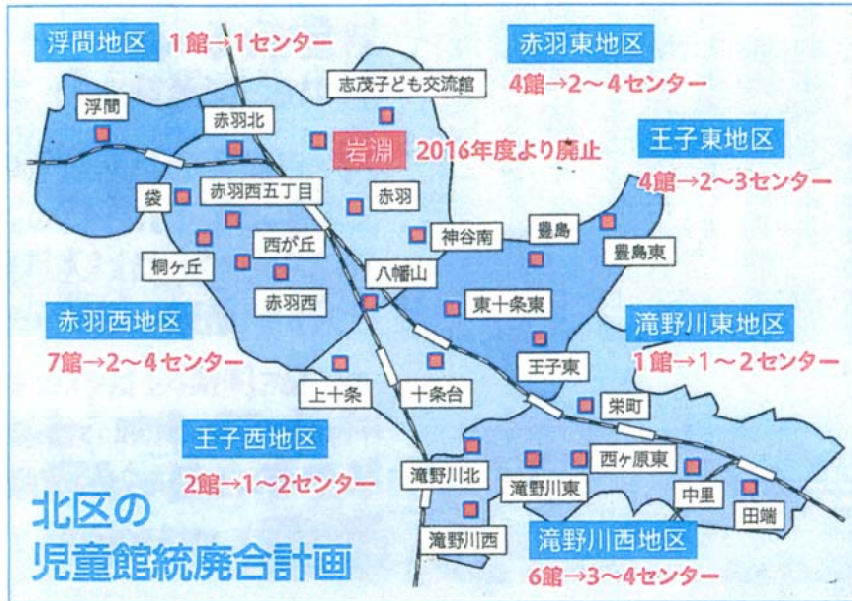 浮間地区
1館→1センター
赤羽東地区
4館→2〜4センター
志茂子ども交流館
浮間
赤羽北
岩淵
2016年度より廃止
王子東地区
4館→2〜3センター
袋
赤羽西五丁目
赤羽
桐ヶ丘
西が丘
神谷南
豊島
豊島東
赤羽西
八幡山
東十条東
赤羽西地区
7館→2〜4センター
滝野川東地区
1館→1〜2センター
上十条
十条台
王子東
栄町
王子西地区
2館→1〜2センター
滝野川北
滝野川東
西ヶ原東
中里
田端
滝野川西
滝野川西地区
6館→3〜4センター
北区の
児童館統廃合計画